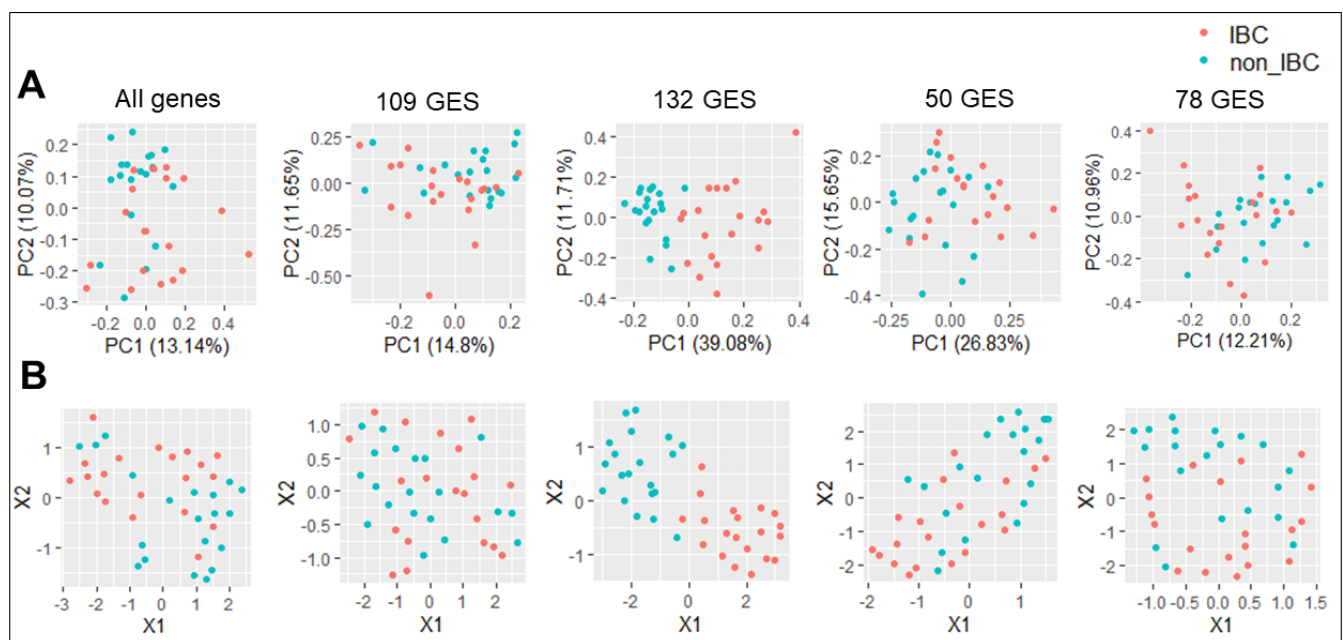 IBC
non_IBC
A
All genes
109 GES
132 GES
50 GES
78 GES
PC2 (10.07%)
0.2
0.1
0.0
-0.1
-0.2
-0.3
-0.2 0.0 0.2 0.4
PC1 (13.14%)
PC2 (11.65%)
0.25
0.00
-0.25
-0.50
-0.2 0.0 0.2
PC1 (14.8%)
PC2 (11.71%)
0.4
0.2
0.0
-0.2
-0.4
-0.2 0.0 0.2 0.4
PC1 (39.08%)
PC2 (15.65%)
0.2
0.0
-0.2
-0.4
-0.25 0.00 0.25
PC1 (26.83%)
PC2 (10.96%)
0.4
0.2
0.0
-0.2
-0.4
-0.2 0.0 0.2
PC1 (12.21%)
B
X2
1
0
-1
-3 -2 -1 0 1 2
X1
X2
1.0
0.5
0.0
-0.5
-1.0
-2 -1 0 1 2
X1
X2
1
0
-1
-2 0 2
X1
X2
2
1
0
-1
-2
-2 -1 0 1
X1
X2
2
1
0
-1
-2
-1.0 -0.5 0.0 0.5 1.0 1.5
X1